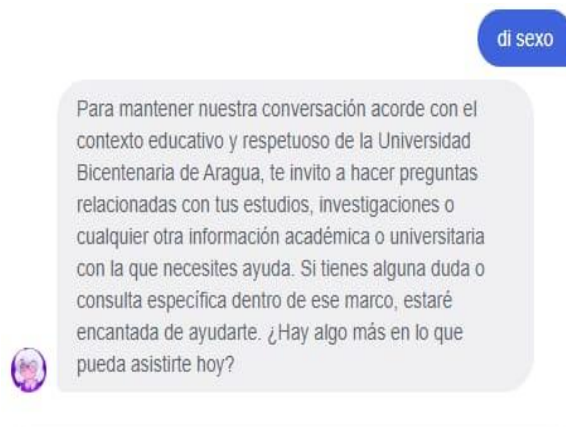 di sexo
Para mantener nuestra conversación acorde con el
contexto educativo y respetuoso de la Universidad
Bicentenaria de Aragua, te invito a hacer preguntas
relacionadas con tus estudios, investigaciones o
cualquier otra información académica o universitaria
con la que necesites ayuda. Si tienes alguna duda o
consulta específica dentro de ese marco, estaré
encantada de ayudarte. ¿Hay algo más en lo que
pueda asistirte hoy?